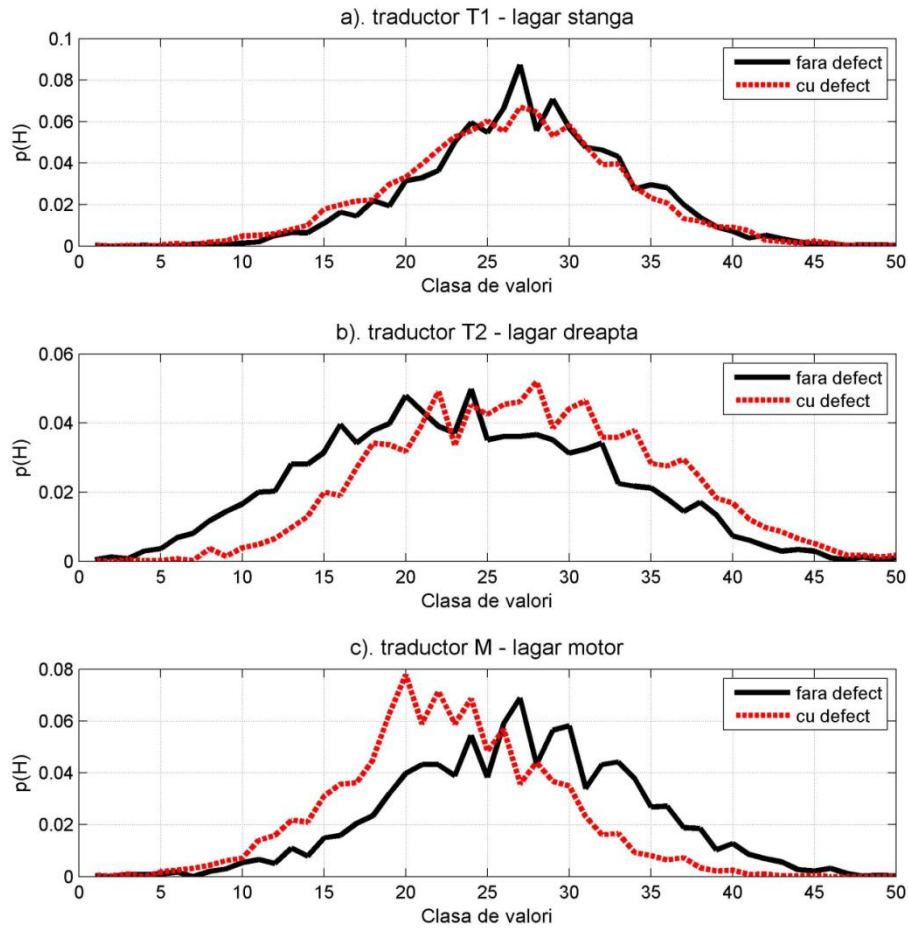 a). traductor T1 - lagar stanga
0.1
0.08
0.06
0.04
0.02
0
p(H)
fara defect
cu defect
0 5 10 15 20 25 30 35 40 45 50
Clasa de valori
b). traductor T2 - lagar dreapta
0.06
0.04
0.02
0
p(H)
fara defect
cu defect
0 5 10 15 20 25 30 35 40 45 50
Clasa de valori
c). traductor M - lagar motor
0.08
0.06
0.04
0.02
0
p(H)
fara defect
cu defect
0 5 10 15 20 25 30 35 40 45 50
Clasa de valori